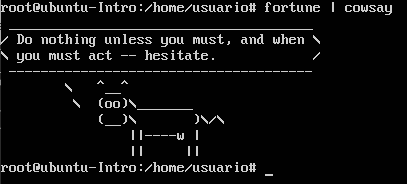 root@ubuntu-Intro:/home/usuario# fortune | cowsay
 _______________________________________
/ Do nothing unless you must, and when \
\ you must act -- hesitate.            /
 ---------------------------------------
        \   ^__^
         \  (oo)\_______
            (__)\       )\/\
                ||----w |
                ||     ||
root@ubuntu-Intro:/home/usuario# _